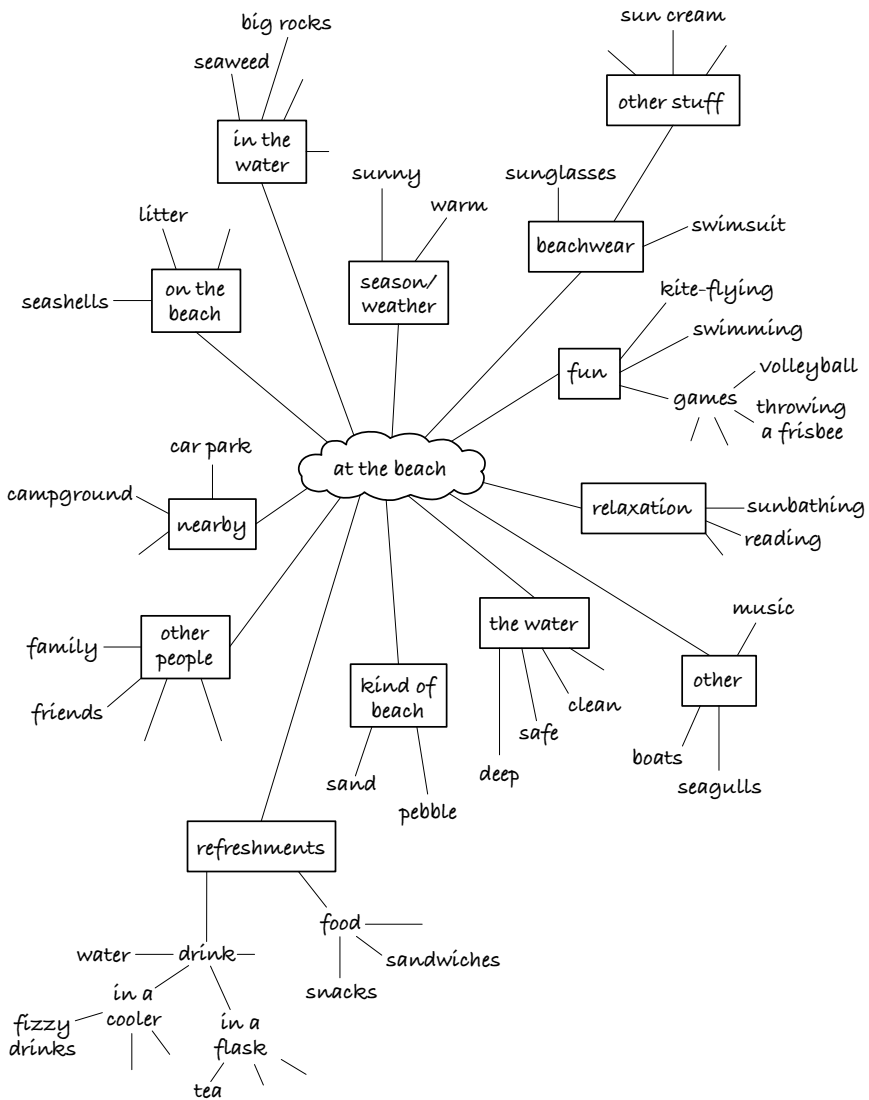 big rocks
seaweed
in the
water
sun cream
other stuff
sunny
warm
season/
weather
sunglasses
swimsuit
beachwear
litter
seashells
on the
beach
kite-flying
swimming
fun
games
volleyball
throwing
a frisbee
at the beach
car park
campground
nearby
relaxation
sunbathing
reading
other
people
family
friends
kind of
beach
sand
pebble
the water
deep
safe
clean
music
other
boats
seagulls
refreshments
food
sandwiches
snacks
water
drink
in a
cooler
fizzy
drinks
in a
flask
tea